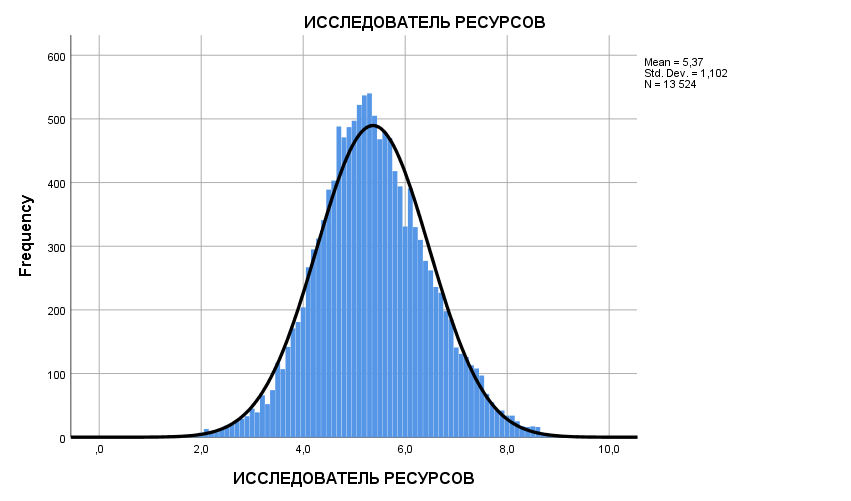 ИССЛЕДОВАТЕЛЬ РЕСУРСОВ
Mean = 5,37
Std. Dev. = 1,102
N = 13 524
600
500
400
300
200
100
0
Frequency
,0
2,0
4,0
6,0
8,0
10,0
ИССЛЕДОВАТЕЛЬ РЕСУРСОВ